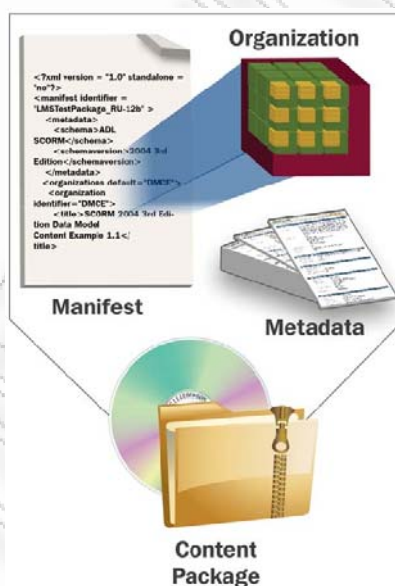 Organization
<?xml version = "1.0" standalone =
"no"?>
<manifest identifier =
"LMSTestPackage_RU-12b" >
<metadata>
<schema>ADL
SCORM</schema>
<schemaversion>2004 3rd
Edition</schemaversion>
</metadata>
<organizations default="DMCE">
<organization
identifier="DMCE">
<title>SCORM 2004 3rd Edi-
tion Data Model
Content Example 1.1</
title>
Manifest
Metadata
Content
Package